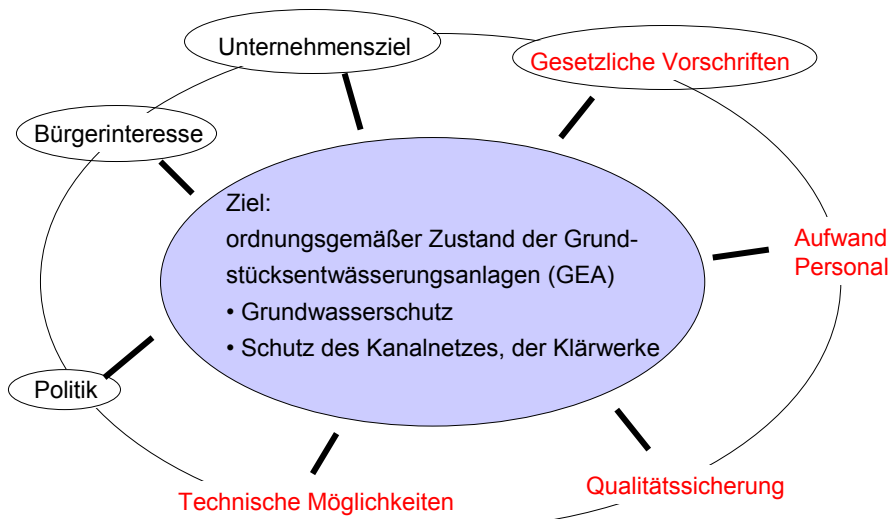 Unternehmensziel
Gesetzliche Vorschriften
Bürgerinteresse
Ziel:
ordnungsgemäßer Zustand der Grund-
stücksentwässerungsanlagen (GEA)
• Grundwasserschutz
• Schutz des Kanalnetzes, der Klärwerke
Aufwand
Personal
Politik
Technische Möglichkeiten
Qualitätssicherung